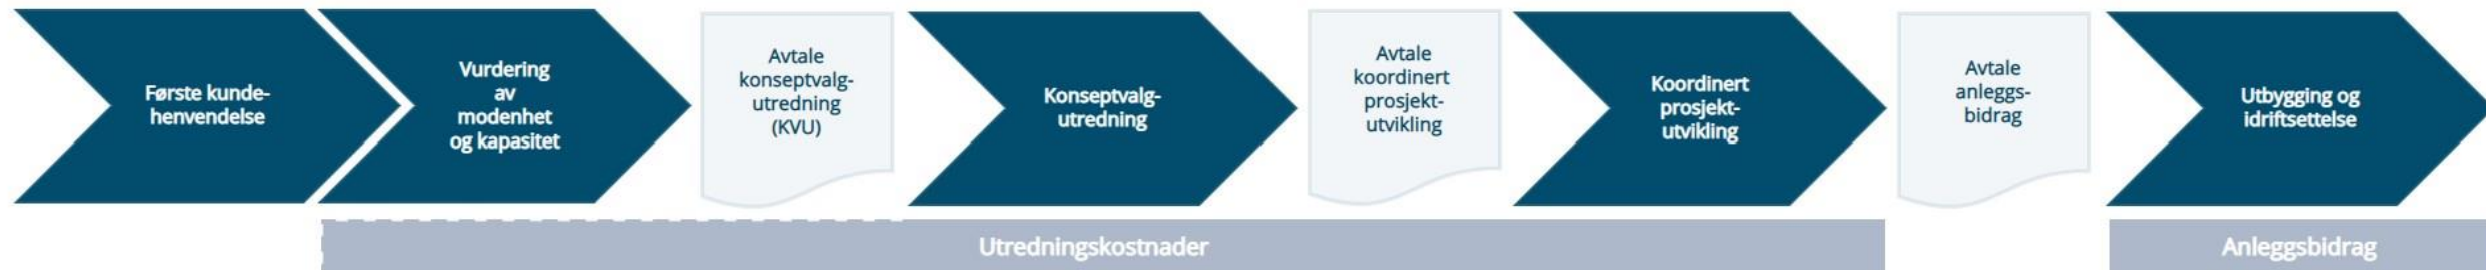 Første kunde-
henvendelse
Vurdering
av
modenhet
og kapasitet
Avtale
konseptvalg-
utredning
(KVU)
Konseptvalg-
utredning
Avtale
koordinert
prosjekt-
utvikling
Koordinert
prosjekt-
utvikling
Avtale
anleggs-
bidrag
Utbygging og
idriftsettelse
Utredningskostnader
Anleggsbidrag